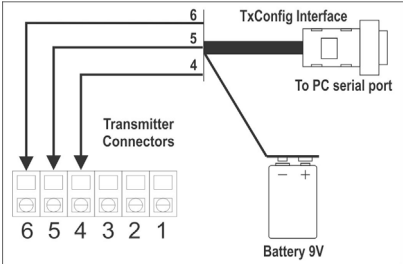 6
TxConfig Interface
5
4
To PC serial port
Transmitter
Connectors
− +
6 5 4 3 2 1
Battery 9V